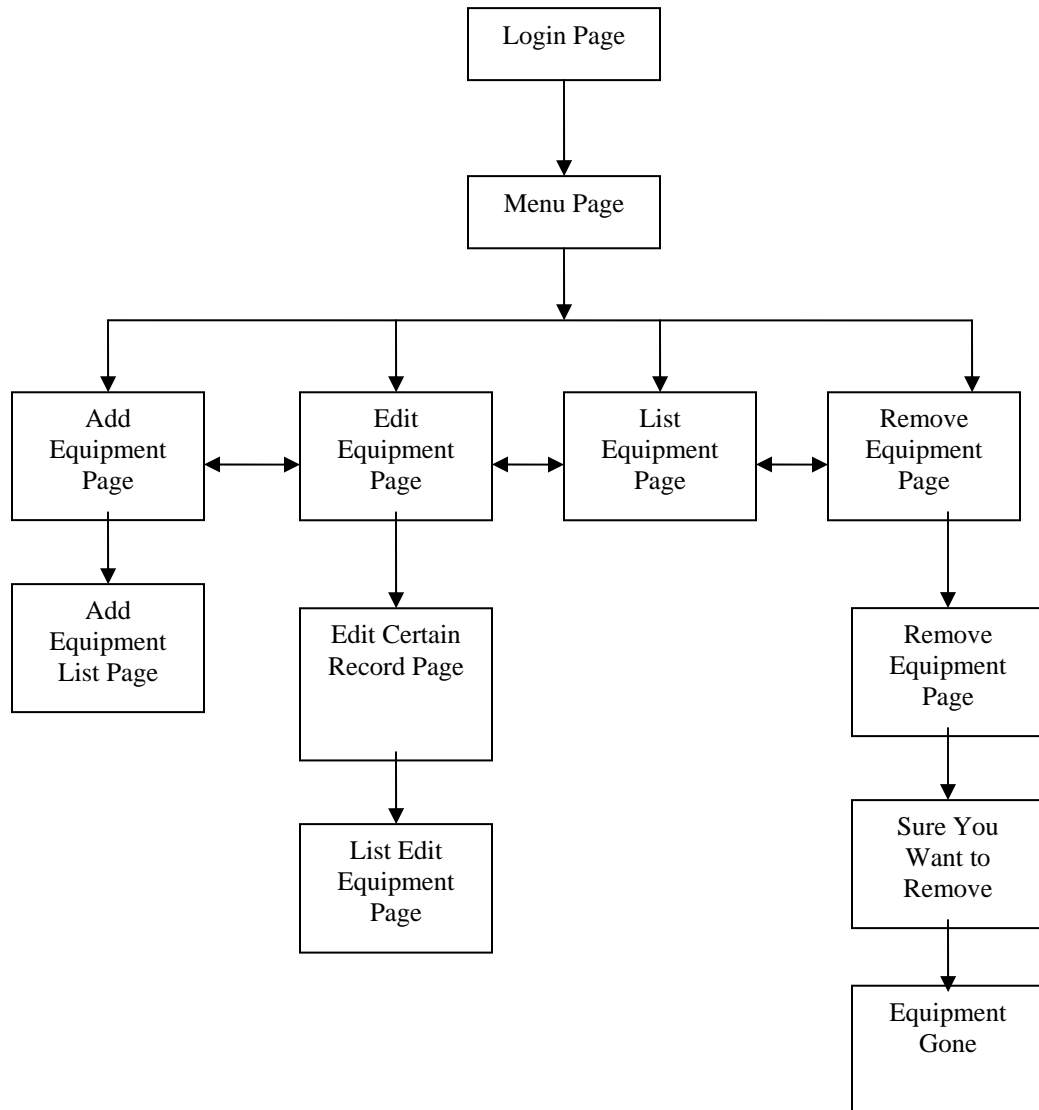 Login Page
Menu Page
Add
Equipment
Page
Edit
Equipment
Page
List
Equipment
Page
Remove
Equipment
Page
Add
Equipment
List Page
Edit Certain
Record Page
Remove
Equipment
Page
List Edit
Equipment
Page
Sure You
Want to
Remove
Equipment
Gone